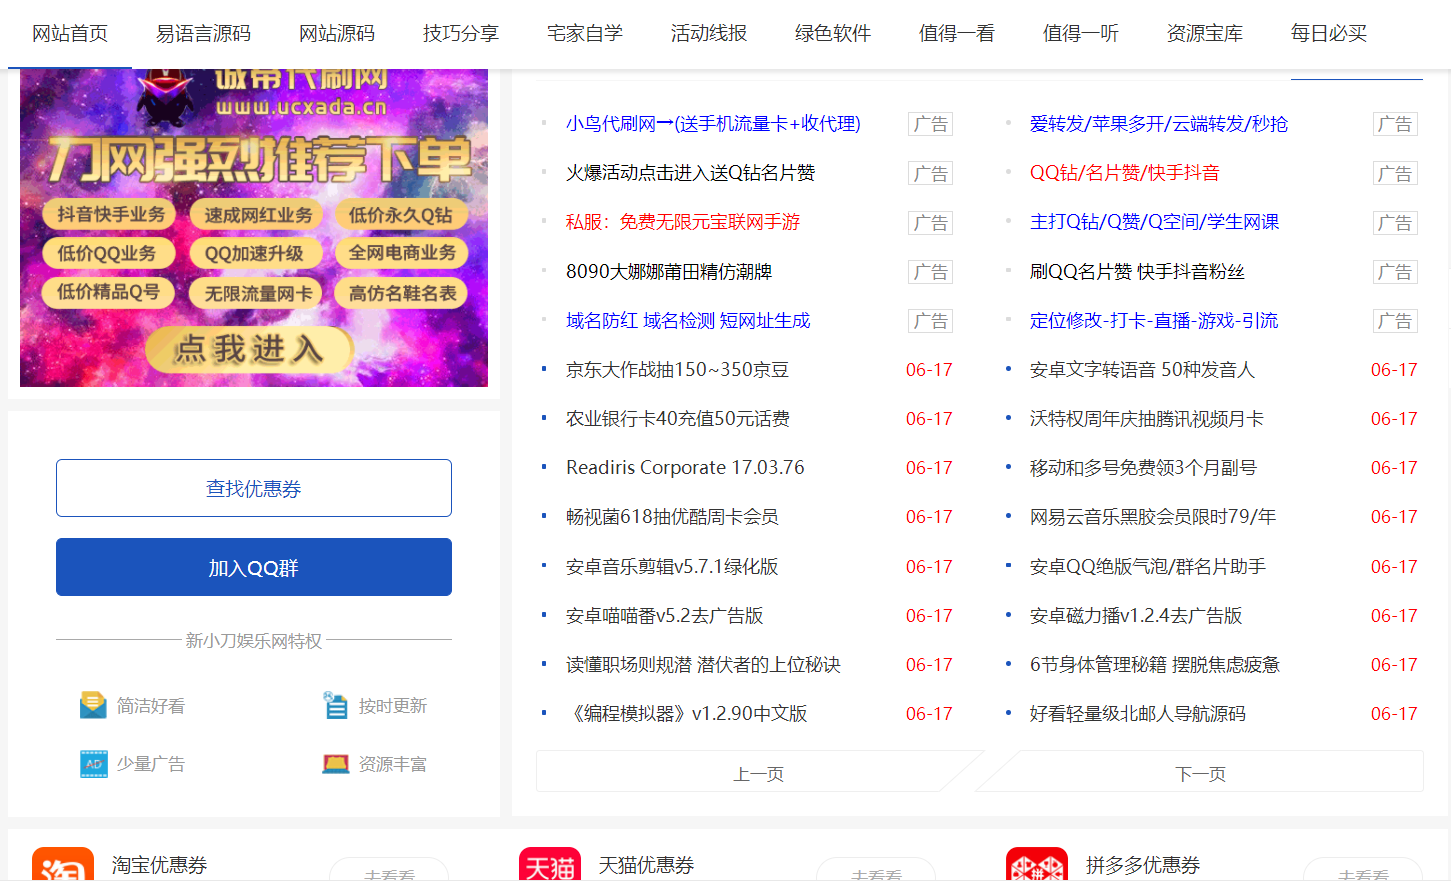 网站首页 易语言源码 网站源码 技巧分享 宅家自学 活动线报 绿色软件 值得一看 值得一听 资源宝库 每日必买
诚带代刷网
www.ucxada.cn
刀网强烈推荐下单
抖音快手业务 速成网红业务 低价永久Q钻
低价QQ业务 QQ加速升级 全网电商业务
低价精品Q号 无限流量网卡 高仿名鞋名表
点我进入
查找优惠券
加入QQ群
新小刀娱乐网特权
简洁好看 按时更新
少量广告 资源丰富
小鸟代刷网→(送手机流量卡+收代理) 广告 爱转发/苹果多开/云端转发/秒抢 广告
火爆活动点击进入送Q钻名片赞 广告 QQ钻/名片赞/快手抖音 广告
私服：免费无限元宝联网手游 广告 主打Q钻/Q赞/Q空间/学生网课 广告
8090大娜娜莆田精仿潮牌 广告 刷QQ名片赞 快手抖音粉丝 广告
域名防红 域名检测 短网址生成 广告 定位修改-打卡-直播-游戏-引流 广告
京东大作战抽150~350京豆 06-17 安卓文字转语音 50种发音人 06-17
农业银行卡40充值50元话费 06-17 沃特权周年庆抽腾讯视频月卡 06-17
Readiris Corporate 17.03.76 06-17 移动和多号免费领3个月副号 06-17
畅视菌618抽优酷周卡会员 06-17 网易云音乐黑胶会员限时79/年 06-17
安卓音乐剪辑v5.7.1绿化版 06-17 安卓QQ绝版气泡/群名片助手 06-17
安卓喵喵番v5.2去广告版 06-17 安卓磁力播v1.2.4去广告版 06-17
读懂职场则规潜 潜伏者的上位秘诀 06-17 6节身体管理秘籍 摆脱焦虑疲惫 06-17
《编程模拟器》v1.2.90中文版 06-17 好看轻量级北邮人导航源码 06-17
上一页 下一页
淘 淘宝优惠券 去看看 天猫 天猫优惠券 去看看 拼多多优惠券 去看看